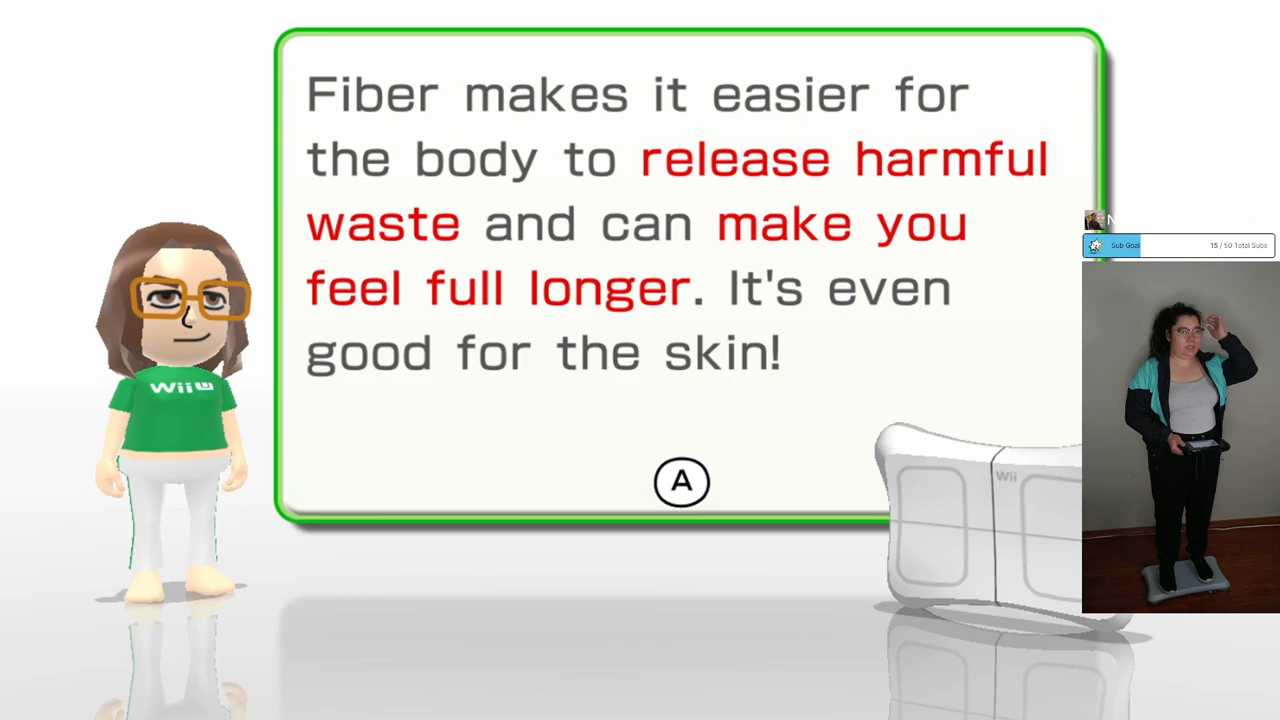 Fiber makes it easier for
the body to release harmful
waste and can make you
feel full longer. It's even
good for the skin!
A
Wii U
Wii
N
Sub Goal
15 / 50 Total Subs